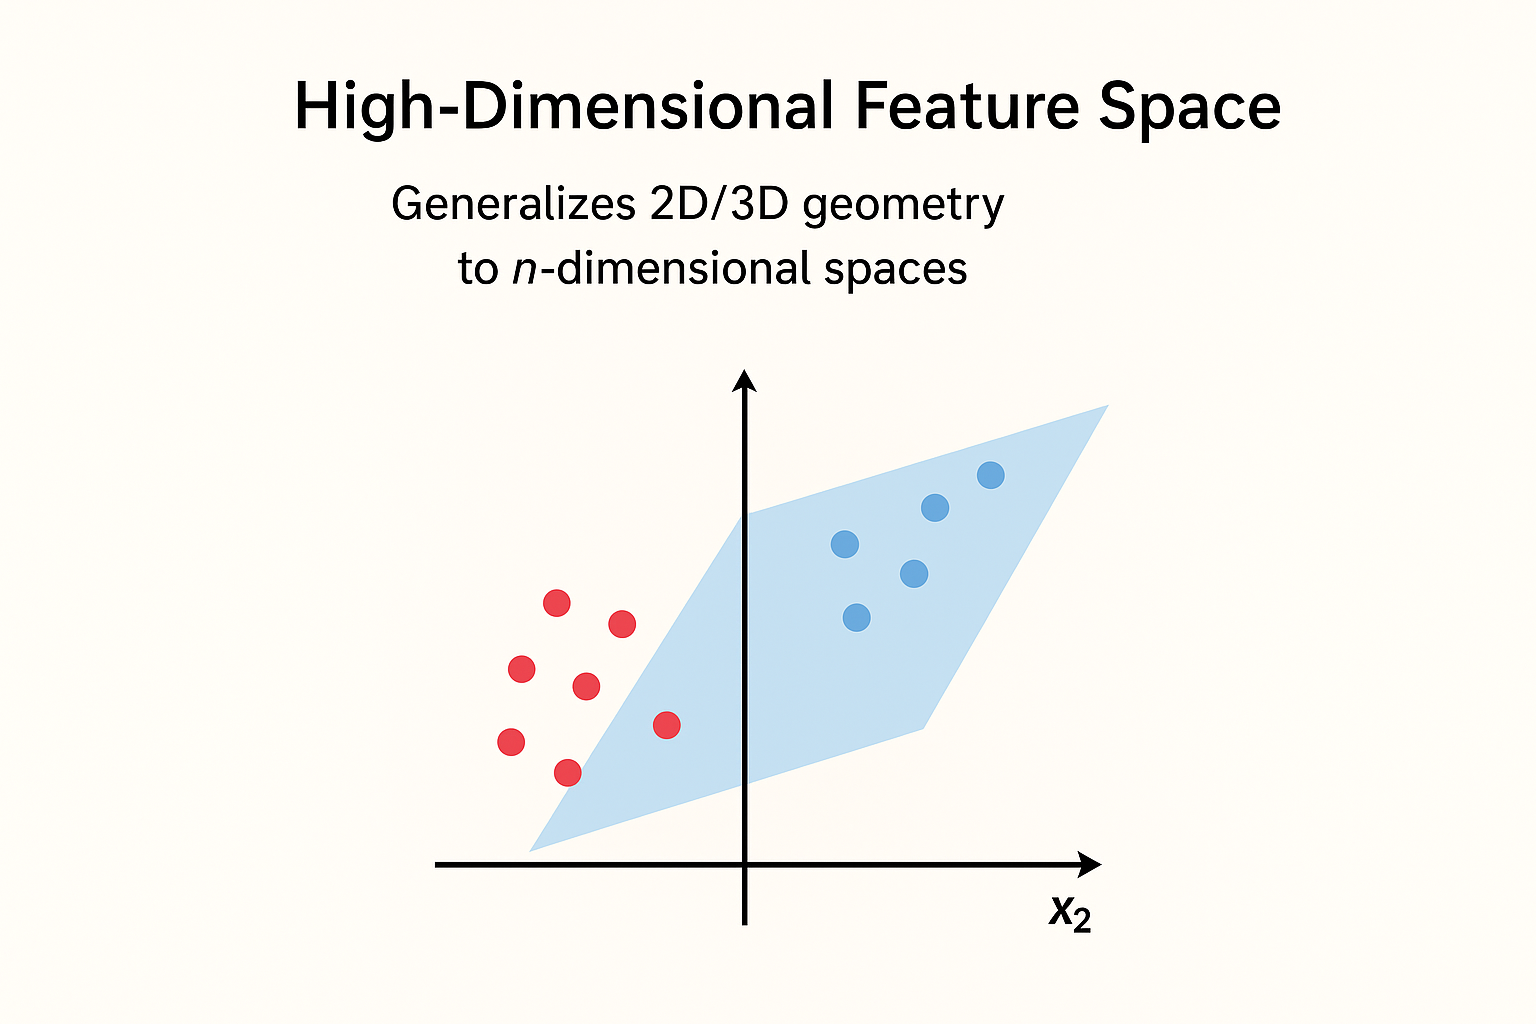 High-Dimensional Feature Space
Generalizes 2D/3D geometry
to n-dimensional spaces
x₂